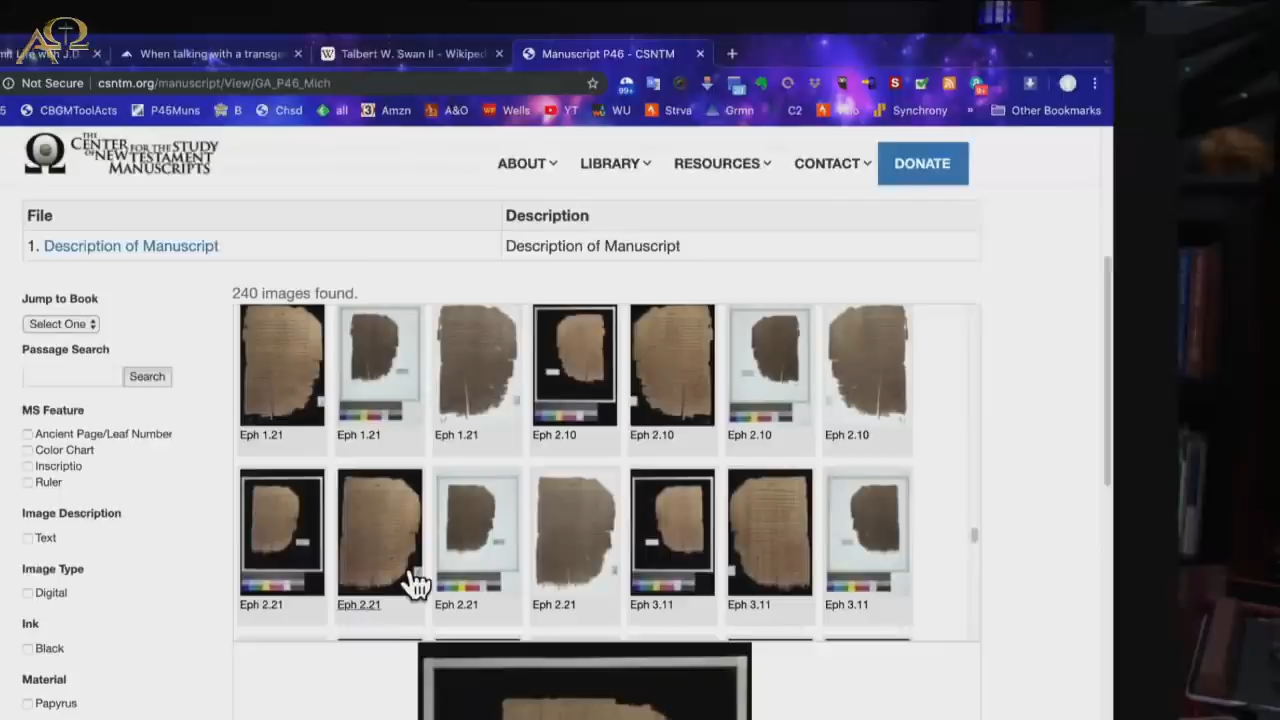 ΑΩ
mit Life with J.D.
When talking with a transge
Talbert W. Swan II - Wikiped
Manuscript P46 - CSNTM
Not Secure csntm.org/manuscript/View/GA_P46_Mich
99+
5 CBGMToolActs P45Muns B Chsd all Amzn A&O Wells YT WU Strva Grmn C2 Synchrony » Other Bookmarks
THE CENTER FOR THE STUDY OF NEW TESTAMENT MANUSCRIPTS
ABOUT LIBRARY RESOURCES CONTACT DONATE
File Description
1. Description of Manuscript Description of Manuscript
240 images found.
Jump to Book
Select One
Passage Search
Search
MS Feature
Ancient Page/Leaf Number
Color Chart
Inscriptio
Ruler
Image Description
Text
Image Type
Digital
Ink
Black
Material
Papyrus
Eph 1.21 Eph 1.21 Eph 1.21 Eph 2.10 Eph 2.10 Eph 2.10 Eph 2.10
Eph 2.21 Eph 2.21 Eph 2.21 Eph 2.21 Eph 3.11 Eph 3.11 Eph 3.11